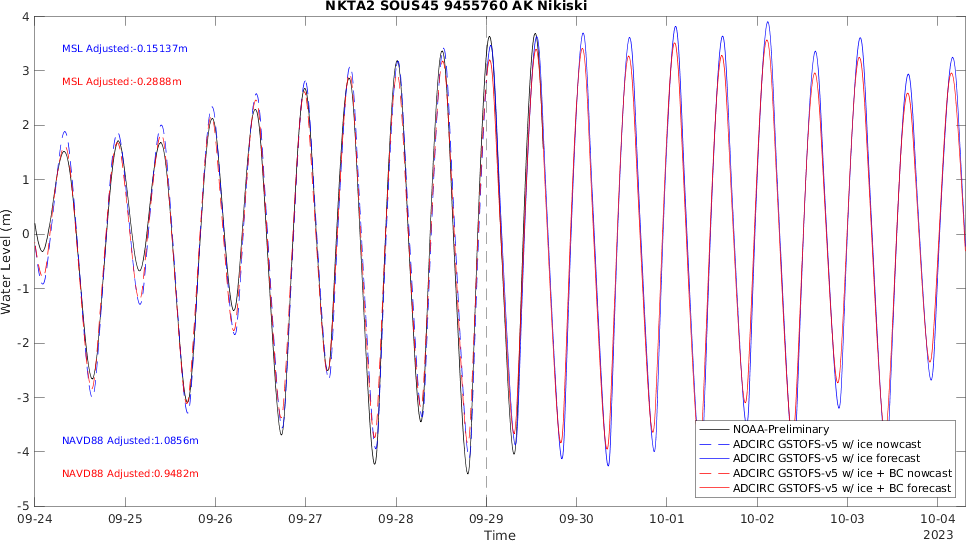 NKTA2 SOUS45 9455760 AK Nikiski
4
3
2
1
0
-1
-2
-3
-4
-5
Water Level (m)
MSL Adjusted:-0.15137m
MSL Adjusted:-0.2888m
NAVD88 Adjusted:1.0856m
NAVD88 Adjusted:0.9482m
NOAA-Preliminary
ADCIRC GSTOFS-v5 w/ ice nowcast
ADCIRC GSTOFS-v5 w/ ice forecast
ADCIRC GSTOFS-v5 w/ ice + BC nowcast
ADCIRC GSTOFS-v5 w/ ice + BC forecast
09-24 09-25 09-26 09-27 09-28 09-29 09-30 10-01 10-02 10-03 10-04
Time
2023